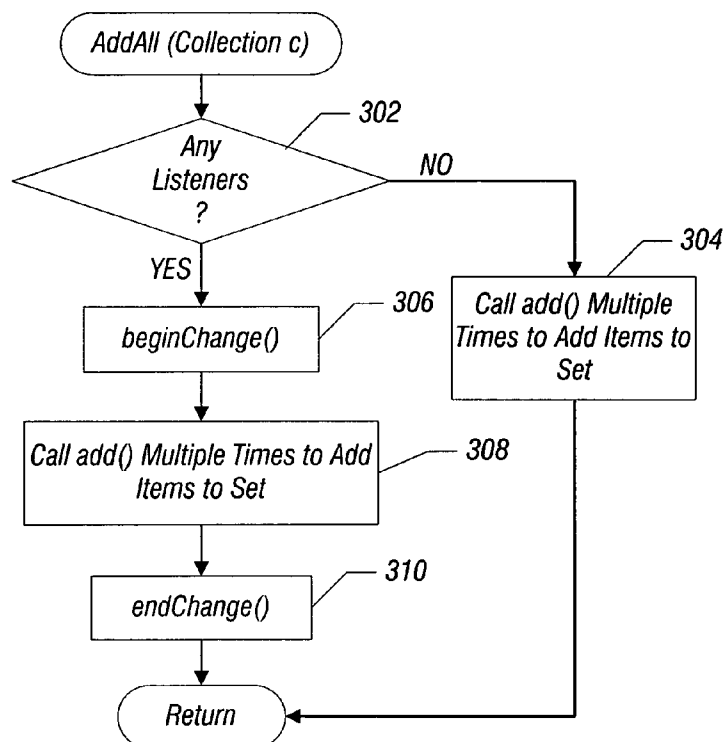 AddAll (Collection c)
302
Any
Listeners
?
NO
YES
304
Call add() Multiple
Times to Add Items to
Set
306
beginChange()
308
Call add() Multiple Times to Add
Items to Set
310
endChange()
Return